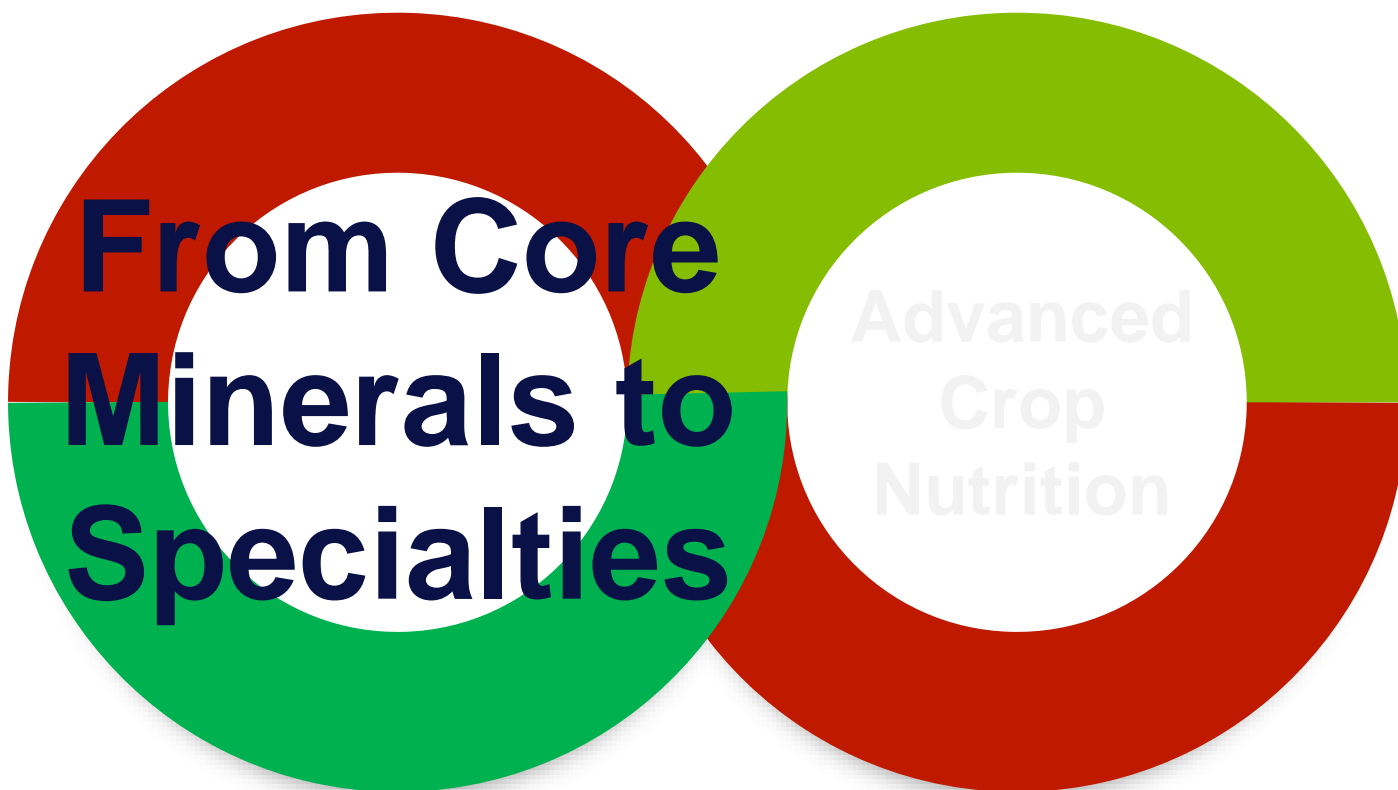 From Core
Minerals to
Specialties
Advanced
Crop
Nutrition